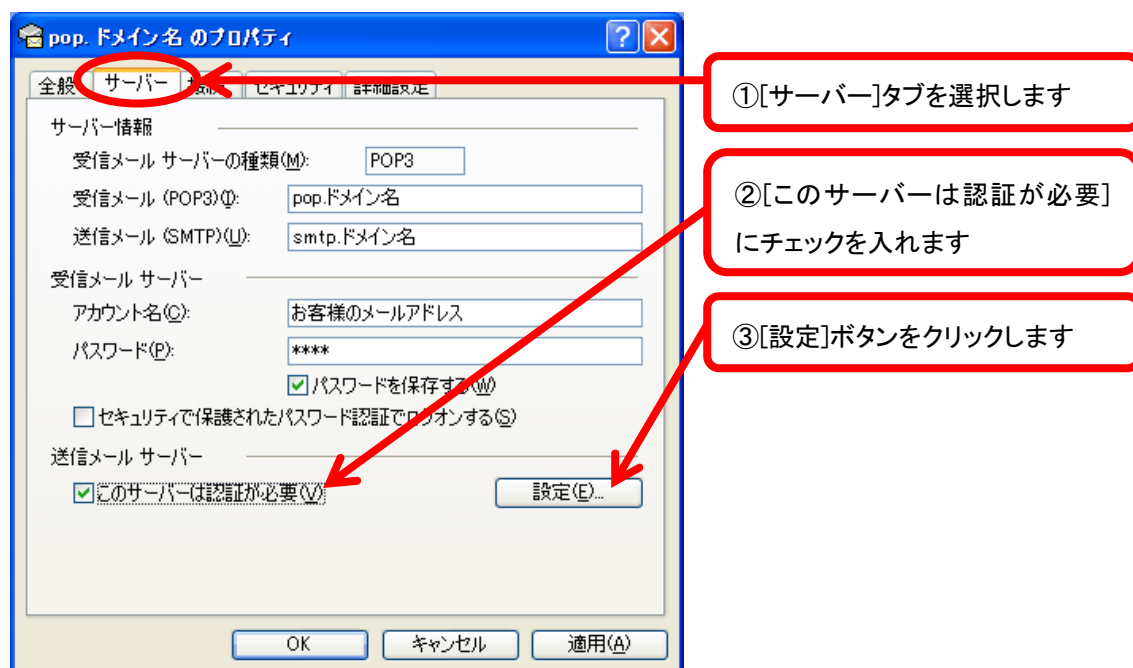 pop. ドメイン名 のプロパティ
全般 サーバー 接続 セキュリティ 詳細設定
①[サーバー]タブを選択します
サーバー情報
受信メール サーバーの種類(M): POP3
受信メール (POP3)(I): pop.ドメイン名
送信メール (SMTP)(U): smtp.ドメイン名
②[このサーバーは認証が必要]
にチェックを入れます
受信メール サーバー
アカウント名(C): お客様のメールアドレス
パスワード(P): ****
③[設定]ボタンをクリックします
パスワードを保存する(W)
セキュリティで保護されたパスワード認証でログオンする(S)
送信メール サーバー
このサーバーは認証が必要(V) 設定(E)...
OK キャンセル 適用(A)